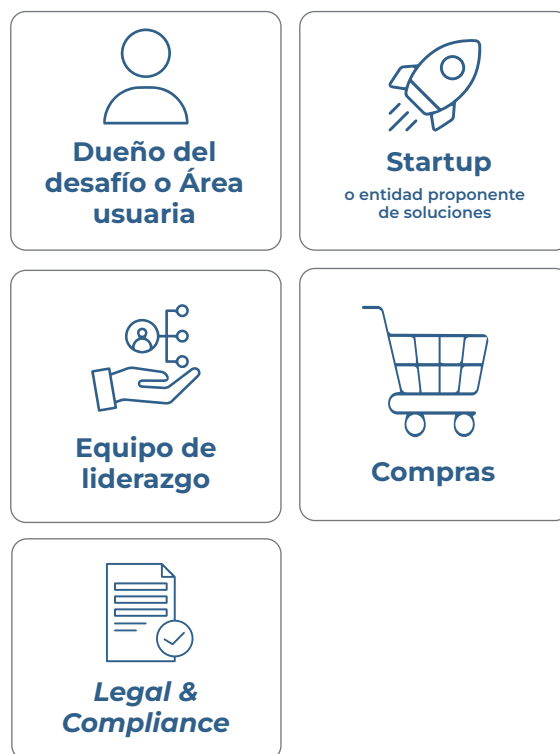 Dueño del
desafío o Área
usuaria
Startup
o entidad proponente
de soluciones
Equipo de
liderazgo
Compras
Legal &
Compliance